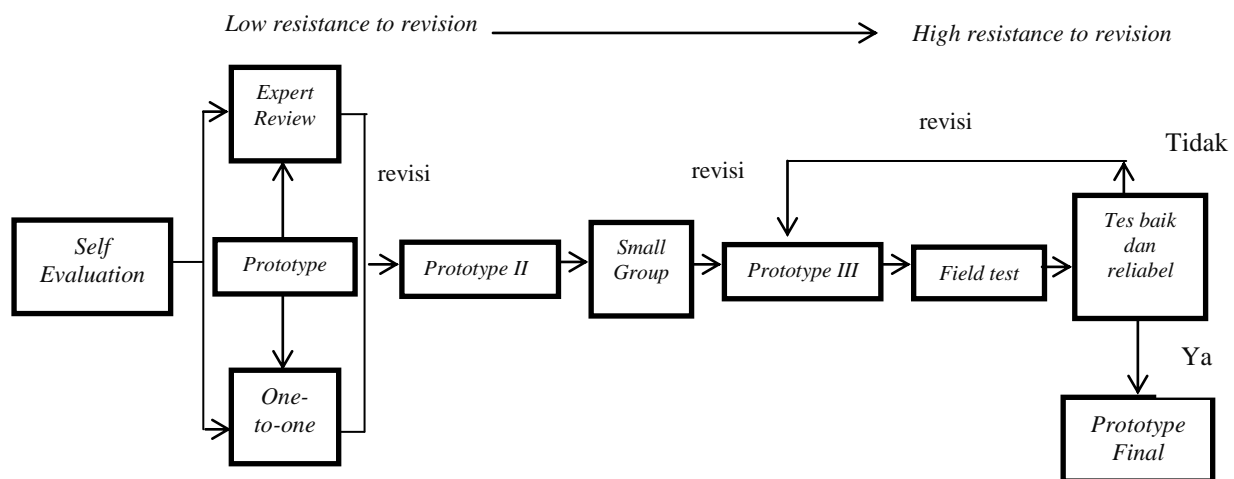 Low resistance to revision
High resistance to revision
Expert
Review
revisi
Tidak
revisi
revisi
Self
Evaluation
Prototype
Prototype II
Small
Group
Prototype III
Field test
Tes baik
dan
reliabel
Ya
One-
to-one
Prototype
Final